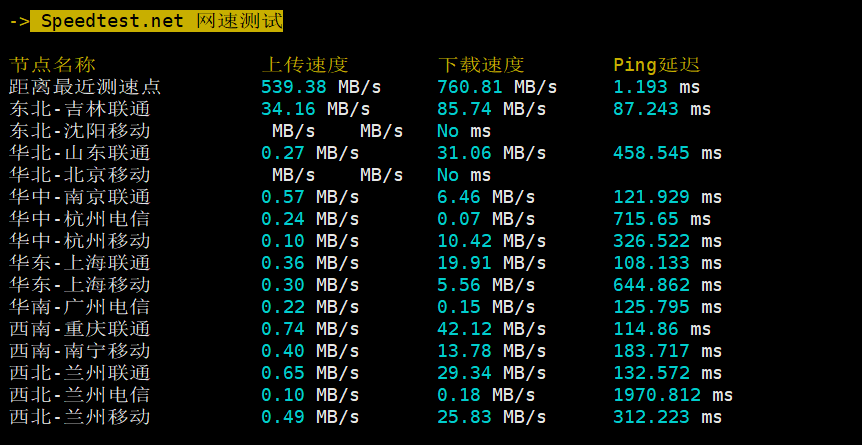 -> Speedtest.net 网速测试
节点名称 上传速度 下载速度 Ping延迟
距离最近测速点 539.38 MB/s 760.81 MB/s 1.193 ms
东北-吉林联通 34.16 MB/s 85.74 MB/s 87.243 ms
东北-沈阳移动 MB/s MB/s No ms
华北-山东联通 0.27 MB/s 31.06 MB/s 458.545 ms
华北-北京移动 MB/s MB/s No ms
华中-南京联通 0.57 MB/s 6.46 MB/s 121.929 ms
华中-杭州电信 0.24 MB/s 0.07 MB/s 715.65 ms
华中-杭州移动 0.10 MB/s 10.42 MB/s 326.522 ms
华东-上海联通 0.36 MB/s 19.91 MB/s 108.133 ms
华东-上海移动 0.30 MB/s 5.56 MB/s 644.862 ms
华南-广州电信 0.22 MB/s 0.15 MB/s 125.795 ms
西南-重庆联通 0.74 MB/s 42.12 MB/s 114.86 ms
西南-南宁移动 0.40 MB/s 13.78 MB/s 183.717 ms
西北-兰州联通 0.65 MB/s 29.34 MB/s 132.572 ms
西北-兰州电信 0.10 MB/s 0.18 MB/s 1970.812 ms
西北-兰州移动 0.49 MB/s 25.83 MB/s 312.223 ms